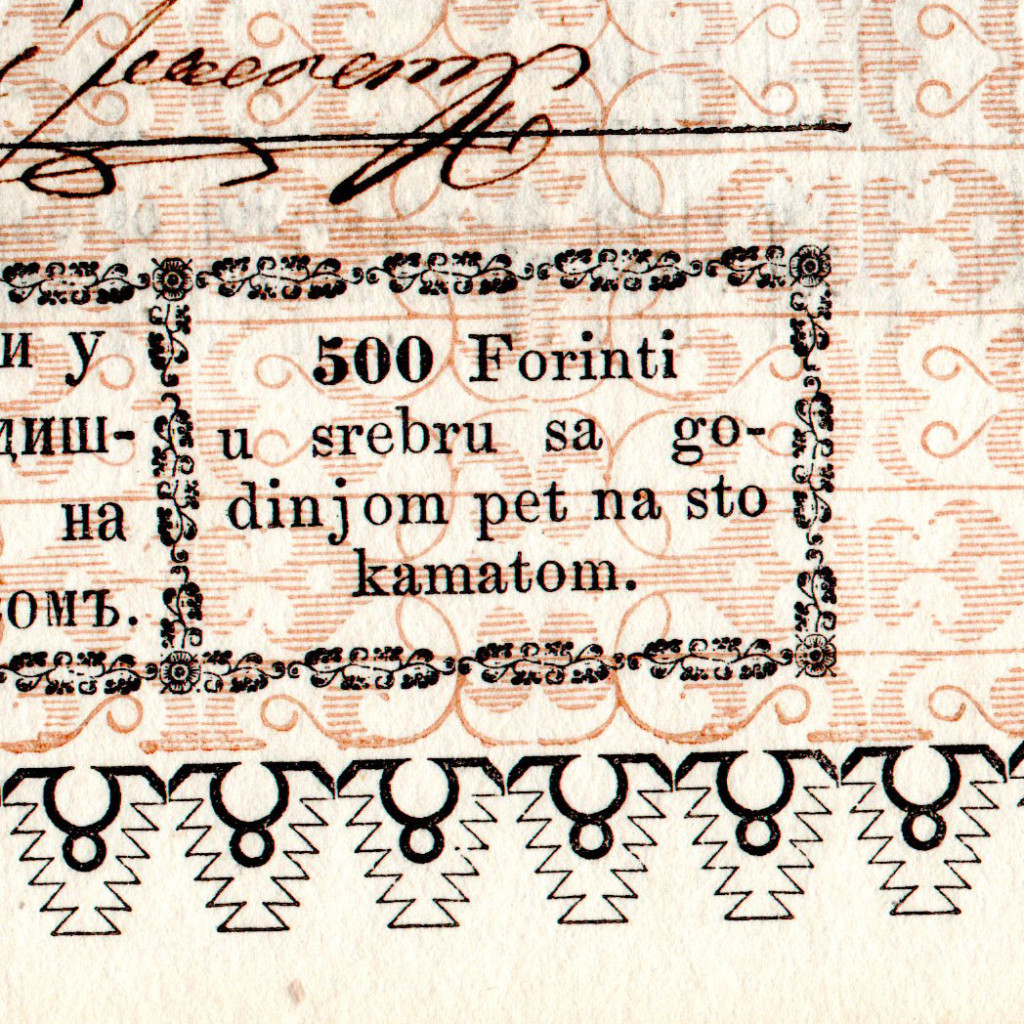 и у
диш-
на
омъ.
500 Forinti
u srebru sa go-
dinjom pet na sto
kamatom.